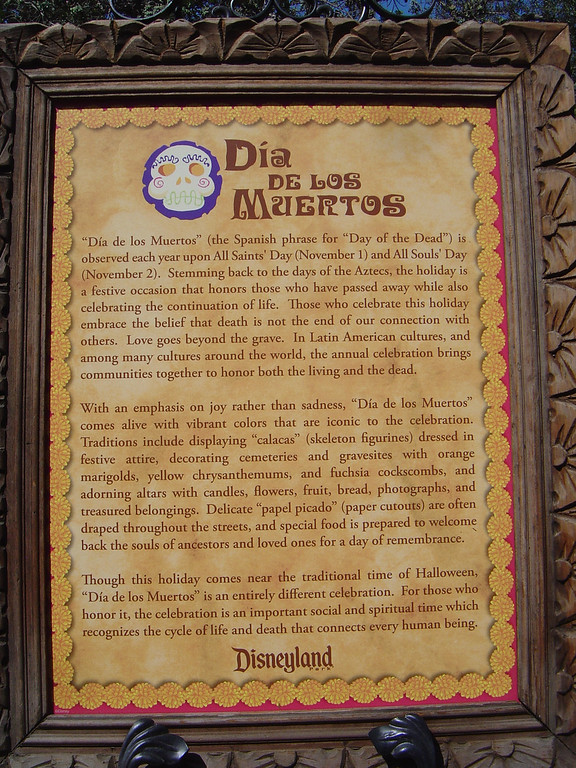 Día
DE LOS
MUERTOS
“Día de los Muertos” (the Spanish phrase for “Day of the Dead”) is
observed each year upon All Saints’ Day (November 1) and All Souls’ Day
(November 2). Stemming back to the days of the Aztecs, the holiday is
a festive occasion that honors those who have passed away while also
celebrating the continuation of life. Those who celebrate this holiday
embrace the belief that death is not the end of our connection with
others. Love goes beyond the grave. In Latin American cultures, and
among many cultures around the world, the annual celebration brings
communities together to honor both the living and the dead.
With an emphasis on joy rather than sadness, “Día de los Muertos”
comes alive with vibrant colors that are iconic to the celebration.
Traditions include displaying “calacas” (skeleton figurines) dressed in
festive attire, decorating cemeteries and gravesites with orange
marigolds, yellow chrysanthemums, and fuchsia cockscombs, and
adorning altars with candles, flowers, fruit, bread, photographs, and
treasured belongings. Delicate “papel picado” (paper cutouts) are often
draped throughout the streets, and special food is prepared to welcome
back the souls of ancestors and loved ones for a day of remembrance.
Though this holiday comes near the traditional time of Halloween,
“Día de los Muertos” is an entirely different celebration. For those who
honor it, the celebration is an important social and spiritual time which
recognizes the cycle of life and death that connects every human being.
Disneyland
PARK